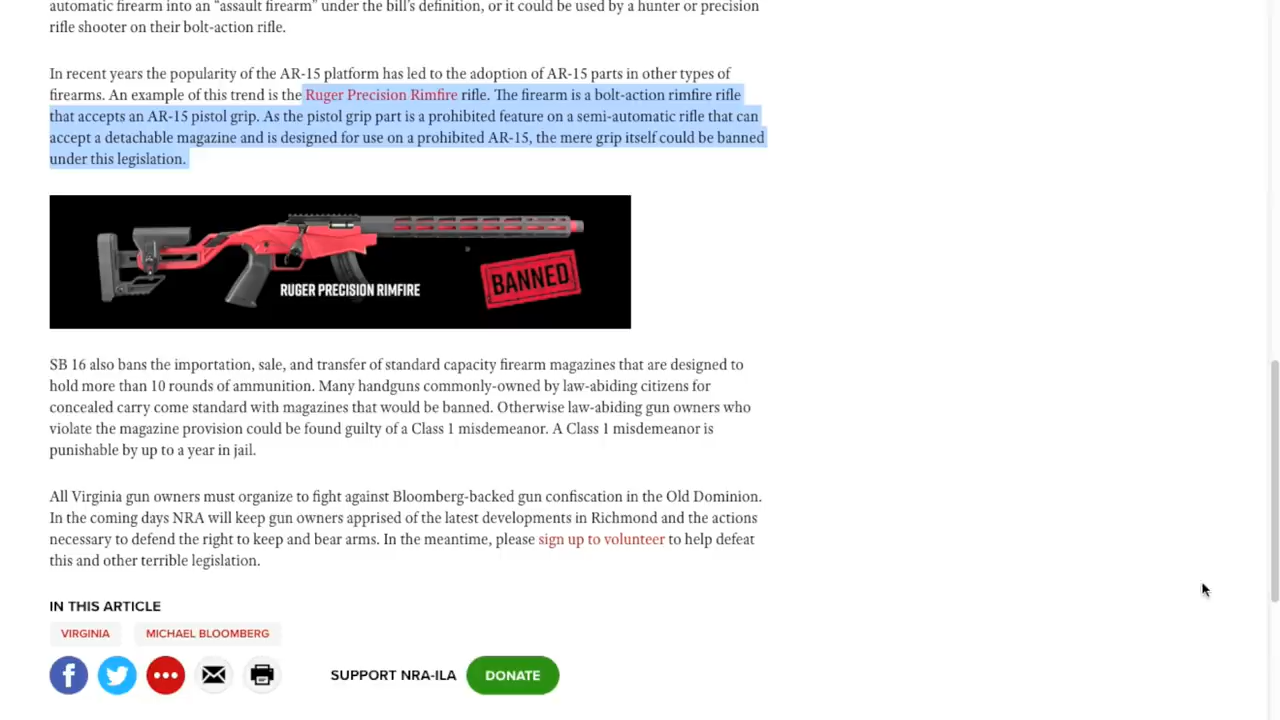 automatic firearm into an “assault firearm” under the bill’s definition, or it could be used by a hunter or precision
rifle shooter on their bolt-action rifle.
In recent years the popularity of the AR-15 platform has led to the adoption of AR-15 parts in other types of
firearms. An example of this trend is the Ruger Precision Rimfire rifle. The firearm is a bolt-action rimfire rifle
that accepts an AR-15 pistol grip. As the pistol grip part is a prohibited feature on a semi-automatic rifle that can
accept a detachable magazine and is designed for use on a prohibited AR-15, the mere grip itself could be banned
under this legislation.
BANNED
RUGER PRECISION RIMFIRE
SB 16 also bans the importation, sale, and transfer of standard capacity firearm magazines that are designed to
hold more than 10 rounds of ammunition. Many handguns commonly-owned by law-abiding citizens for
concealed carry come standard with magazines that would be banned. Otherwise law-abiding gun owners who
violate the magazine provision could be found guilty of a Class 1 misdemeanor. A Class 1 misdemeanor is
punishable by up to a year in jail.
All Virginia gun owners must organize to fight against Bloomberg-backed gun confiscation in the Old Dominion.
In the coming days NRA will keep gun owners apprised of the latest developments in Richmond and the actions
necessary to defend the right to keep and bear arms. In the meantime, please sign up to volunteer to help defeat
this and other terrible legislation.
IN THIS ARTICLE
VIRGINIA MICHAEL BLOOMBERG
SUPPORT NRA-ILA DONATE